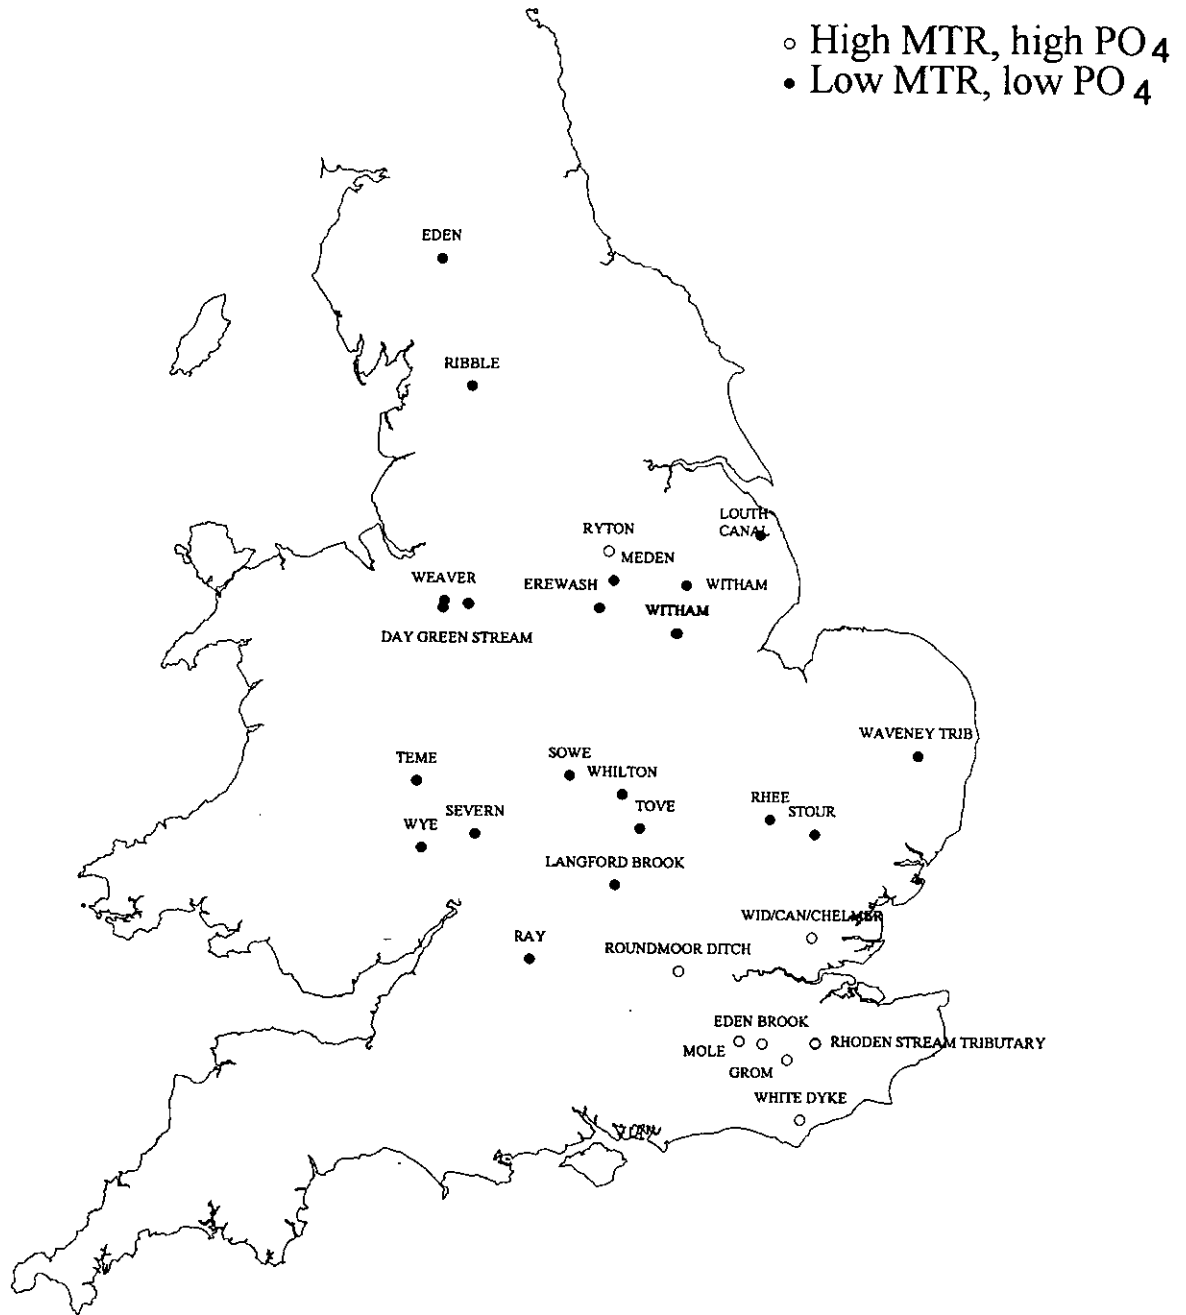 High MTR, high PO4
Low MTR, low PO4
EDEN
RIBBLE
LOUTH
CANAL
RYTON
MEDEN
WEAVER
EREWASH
WITHAM
WITHAM
DAY GREEN STREAM
WAVENEY TRIB
TEME
SOWE
WHILTON
RHEE
TOVE
STOUR
SEVERN
WYE
LANGFORD BROOK
WID/CAN/CHELMER
RAY
ROUNDMOOR DITCH
EDEN BROOK
MOLE
RHODEN STREAM TRIBUTARY
GROM
WHITE DYKE